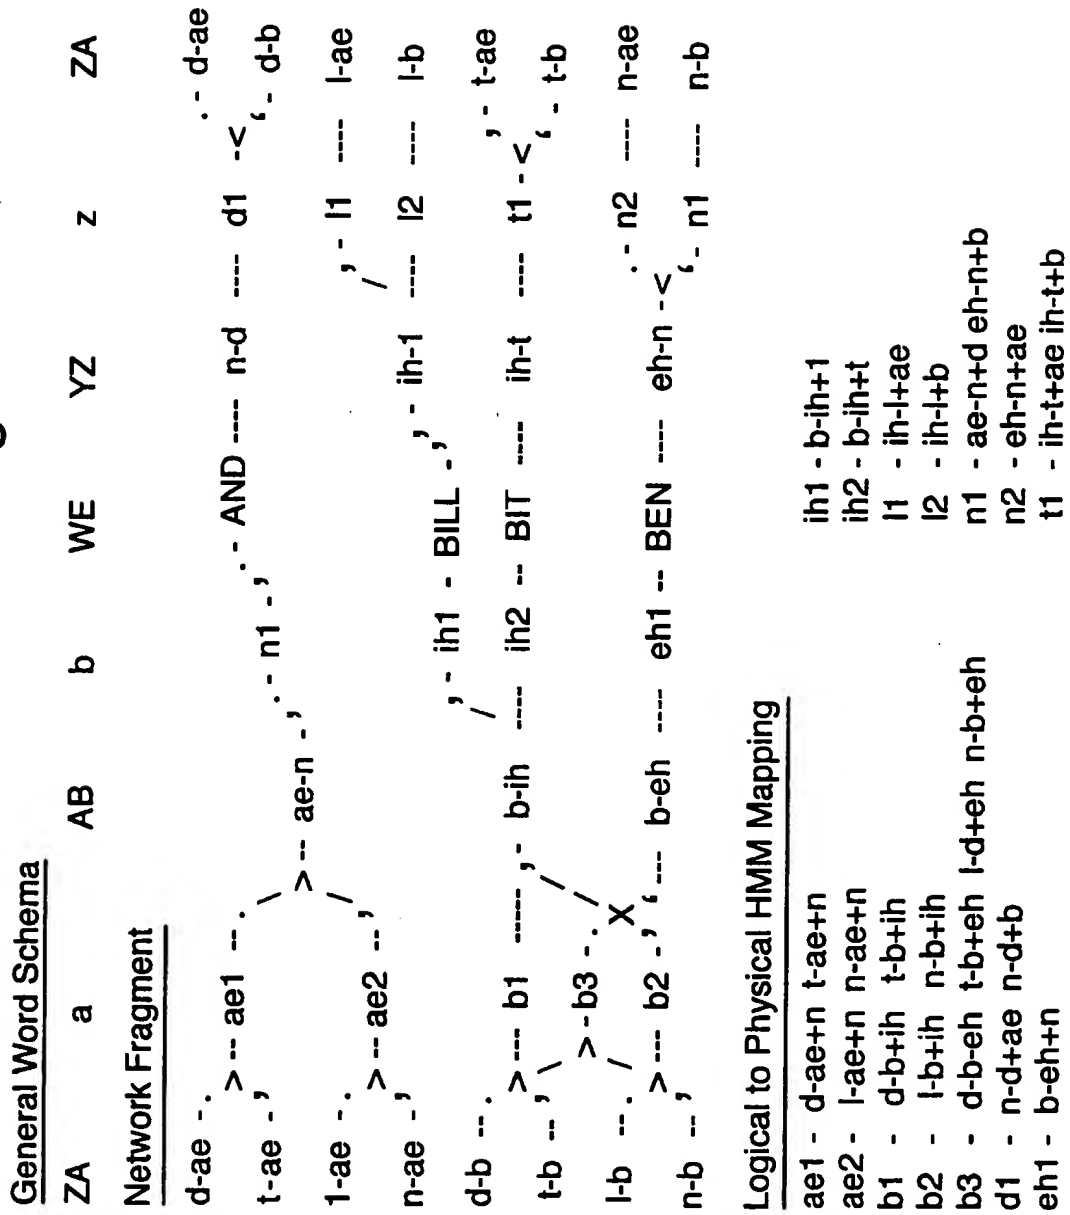 General Word Schema
ZA a AB b WE YZ z ZA
Network Fragment
d-ae -. . - d-ae
>-- ae1 --. . - AND ---- n-d ---- d1 -<
t-ae -' . - n1 - ' ‘ - d-b
> --- ae-n - '
1-ae --. , - l1 ---- l-ae
>-- ae2 --,
n-ae -' , - ih-1 ---- l2 ---- l-b
, - ih1 - BILL - '
d-b --. , - t-ae
>---- b1 ------ , - b-ih ---- ih2 -- BIT ---- ih-t ---- t1 -<
t-b --' ‘ - t-b
>- b3 --.
l-b --. X . - n2 ---- n-ae
>--- b2 -,‘ --- b-eh ---- eh1 -- BEN ---- eh-n -<
n-b --' ‘ - n1 ---- n-b
Logical to Physical HMM Mapping
ae1 - d-ae+n t-ae+n ih1 - b-ih+1
ae2 - l-ae+n n-ae+n ih2 - b-ih+t
b1 - d-b+ih t-b+ih l1 - ih-l+ae
b2 - l-b+ih n-b+ih l2 - ih-l+b
b3 - d-b-eh t-b+eh l-d+eh n-b+eh n1 - ae-n+d eh-n+b
d1 - n-d+ae n-d+b n2 - eh-n+ae
eh1 - b-eh+n t1 - ih-t+ae ih-t+b